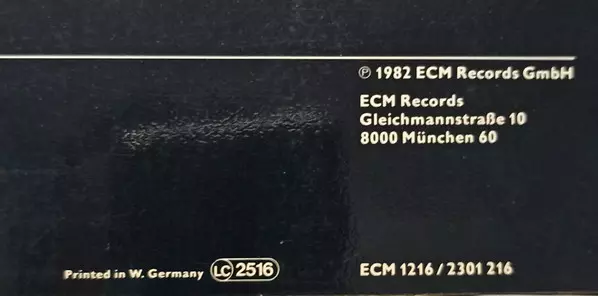 ℗ 1982 ECM Records GmbH
ECM Records
Gleichmannstraße 10
8000 München 60
Printed in W. Germany LC 2516
ECM 1216 / 2301 216